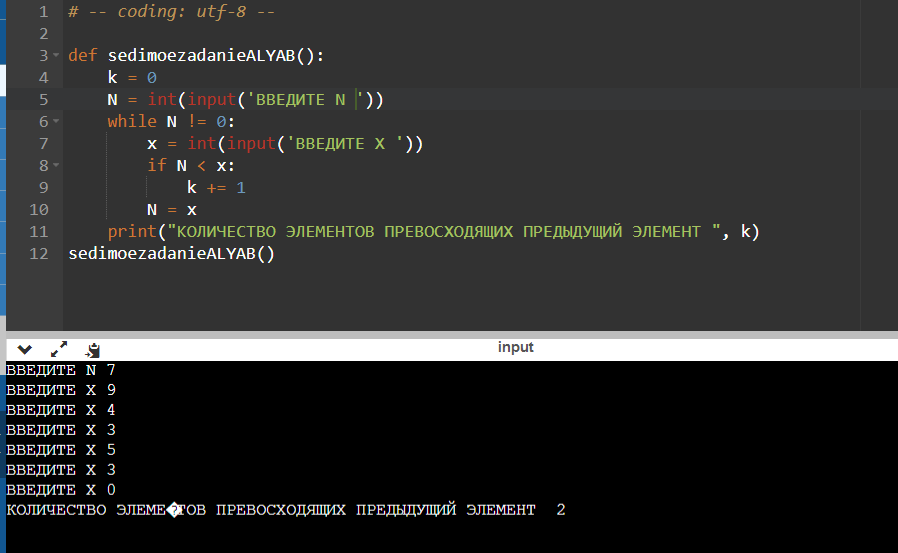 1 # -- coding: utf-8 --
2
3 def sedimoezadanieALYAB():
4     k = 0
5     N = int(input('ВВЕДИТЕ N '))
6     while N != 0:
7         x = int(input('ВВЕДИТЕ X '))
8         if N < x:
9             k += 1
10         N = x
11     print("КОЛИЧЕСТВО ЭЛЕМЕНТОВ ПРЕВОСХОДЯЩИХ ПРЕДЫДУЩИЙ ЭЛЕМЕНТ ", k)
12 sedimoezadanieALYAB()
input
ВВЕДИТЕ N 7
ВВЕДИТЕ X 9
ВВЕДИТЕ X 4
ВВЕДИТЕ X 3
ВВЕДИТЕ X 5
ВВЕДИТЕ X 3
ВВЕДИТЕ X 0
КОЛИЧЕСТВО ЭЛЕМЕ�ТОВ ПРЕВОСХОДЯЩИХ ПРЕДЫДУЩИЙ ЭЛЕМЕНТ  2